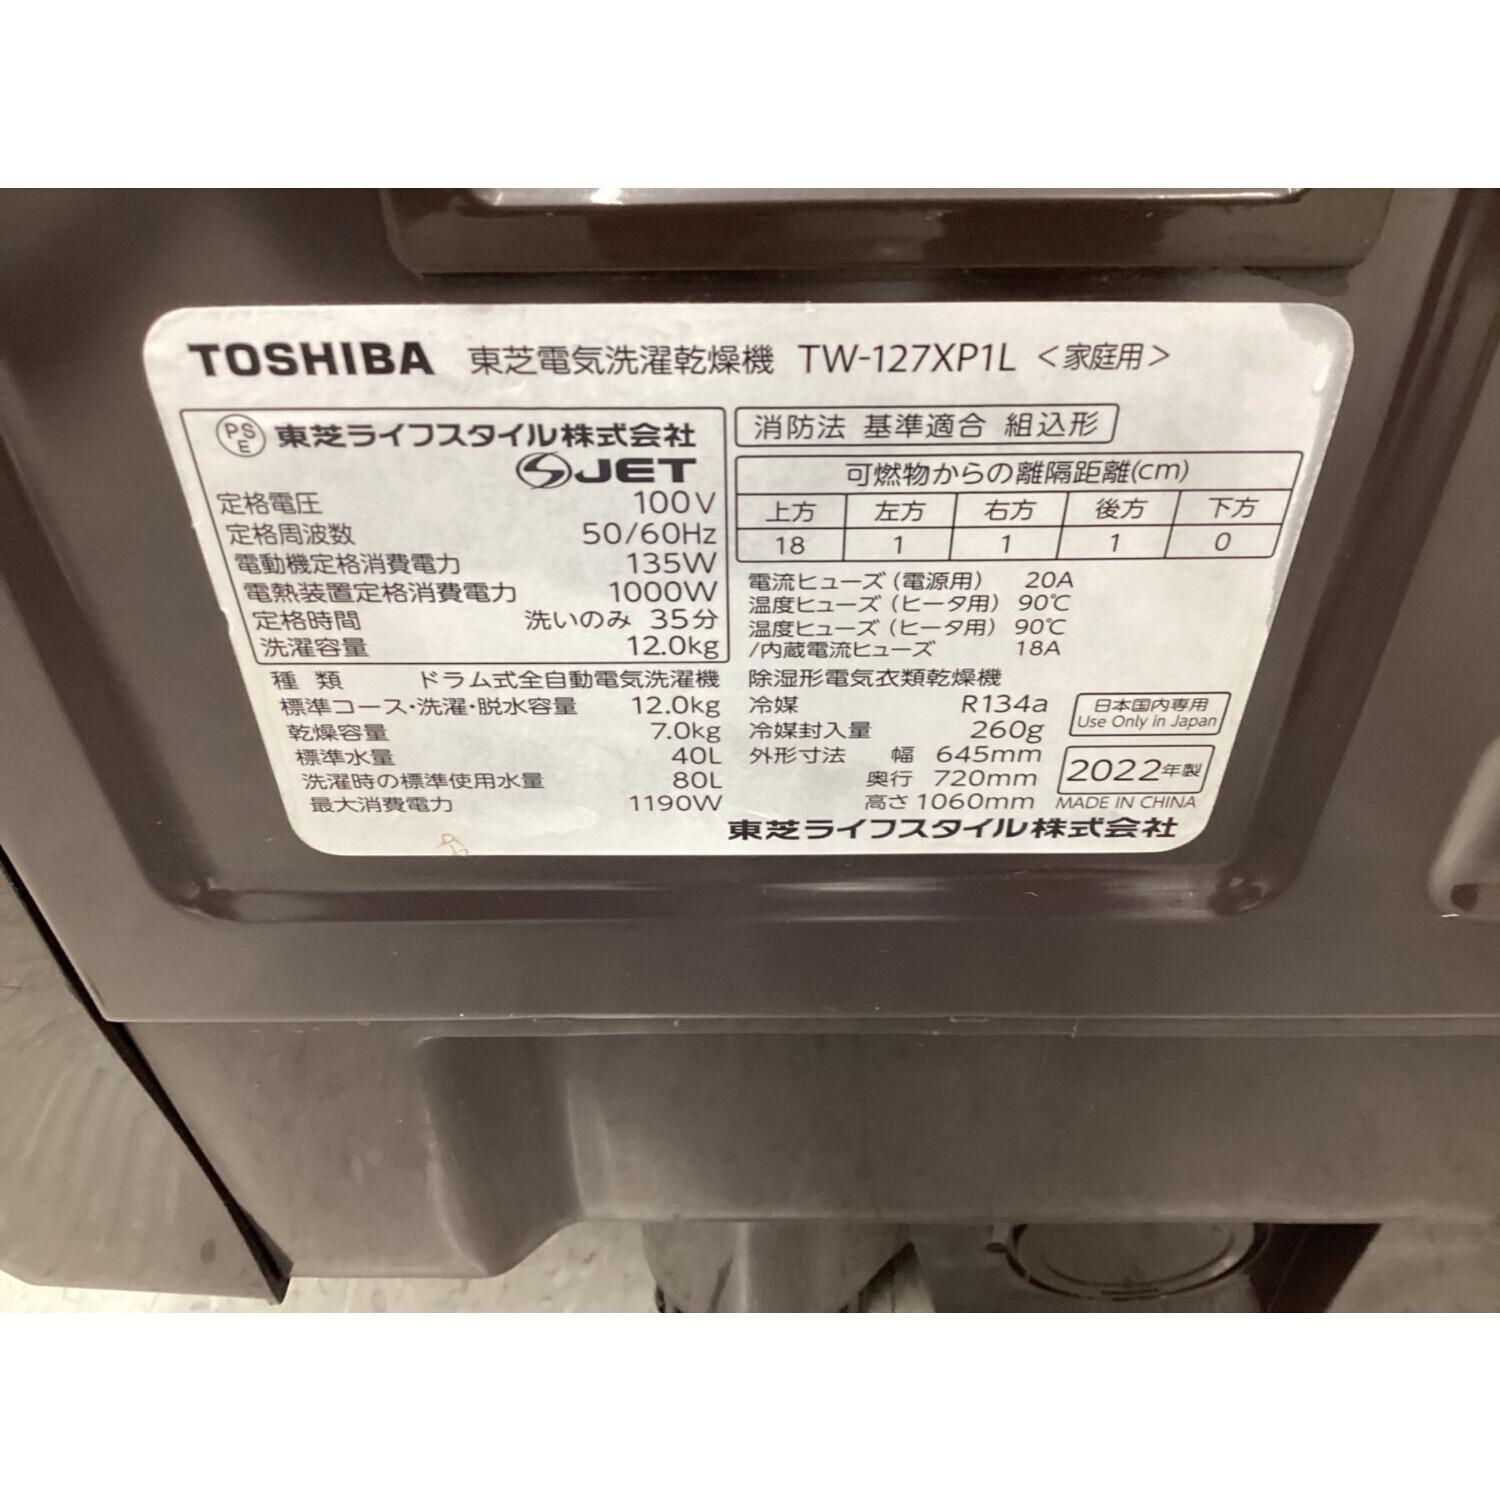 TOSHIBA 東芝電気洗濯乾燥機 TW-127XP1L <家庭用>
PSE 東芝ライフスタイル株式会社
JET
定格電圧 100V
定格周波数 50/60Hz
電動機定格消費電力 135W
電熱装置定格消費電力 1000W
定格時間 洗いのみ 35分
洗濯容量 12.0kg
種 類 ドラム式全自動電気洗濯機
標準コース・洗濯・脱水容量 12.0kg
乾燥容量 7.0kg
標準水量 40L
洗濯時の標準使用水量 80L
最大消費電力 1190W
消防法 基準適合 組込形
可燃物からの離隔距離(cm)
上方 左方 右方 後方 下方
18 1 1 1 0
電流ヒューズ(電源用) 20A
温度ヒューズ(ヒータ用) 90℃
温度ヒューズ(ヒータ用) 90℃
/内蔵電流ヒューズ 18A
除湿形電気衣類乾燥機
冷媒 R134a
冷媒封入量 260g
外形寸法 幅 645mm
奥行 720mm
高さ 1060mm
日本国内専用
Use Only in Japan
2022年製
MADE IN CHINA
東芝ライフスタイル株式会社